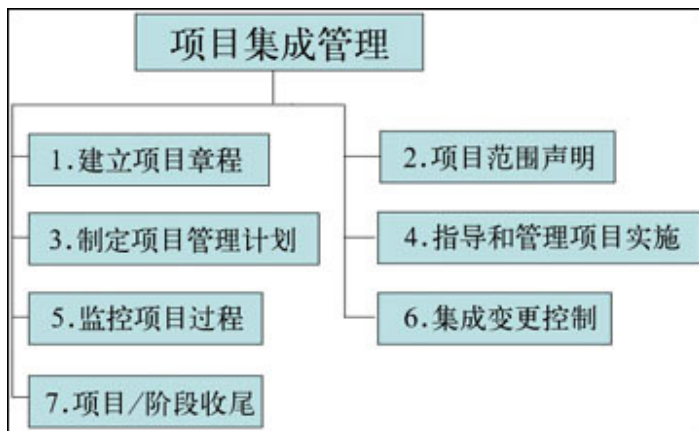 项目集成管理
1.建立项目章程
2.项目范围声明
3.制定项目管理计划
4.指导和管理项目实施
5.监控项目过程
6.集成变更控制
7.项目/阶段收尾